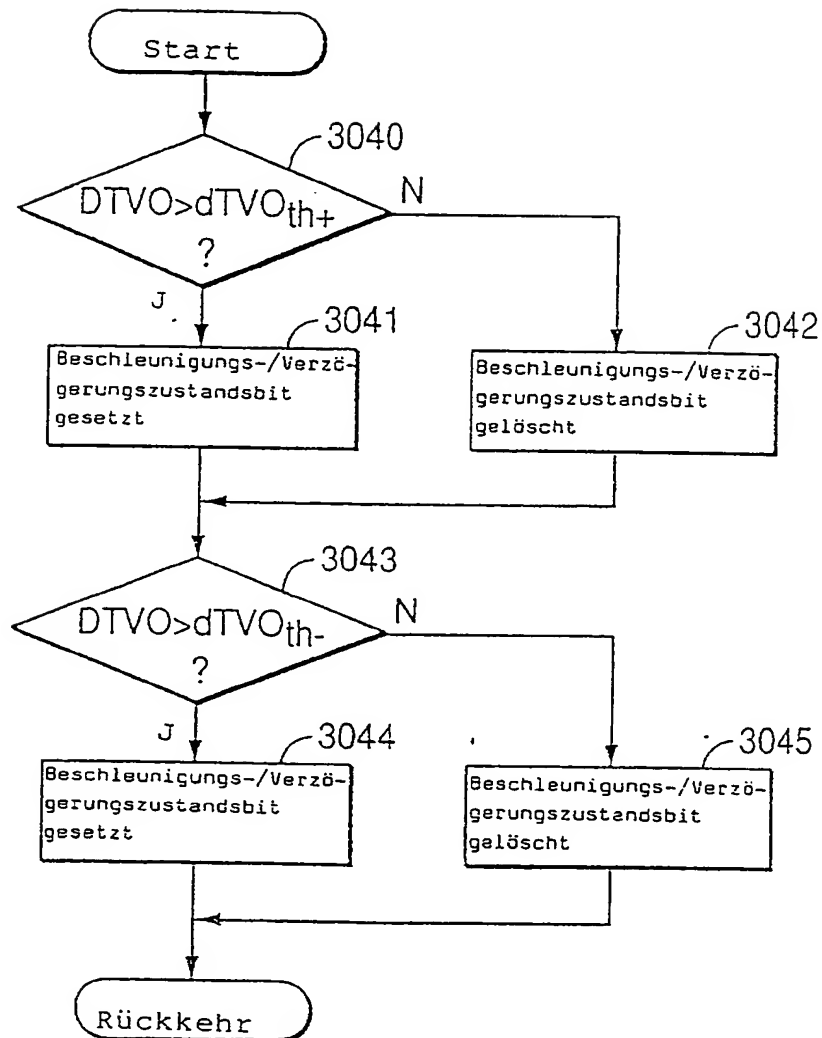 Start
3040
DTVO>dTVOth+
?
N
J
3041
Beschleunigungs-/Verzö-
gerungszustandsbit
gesetzt
3042
Beschleunigungs-/Verzö-
gerungszustandsbit
gelöscht
3043
DTVO>dTVOth-
?
N
J
3044
Beschleunigungs-/Verzö-
gerungszustandsbit
gesetzt
3045
Beschleunigungs-/Verzö-
gerungszustandsbit
gelöscht
Rückkehr